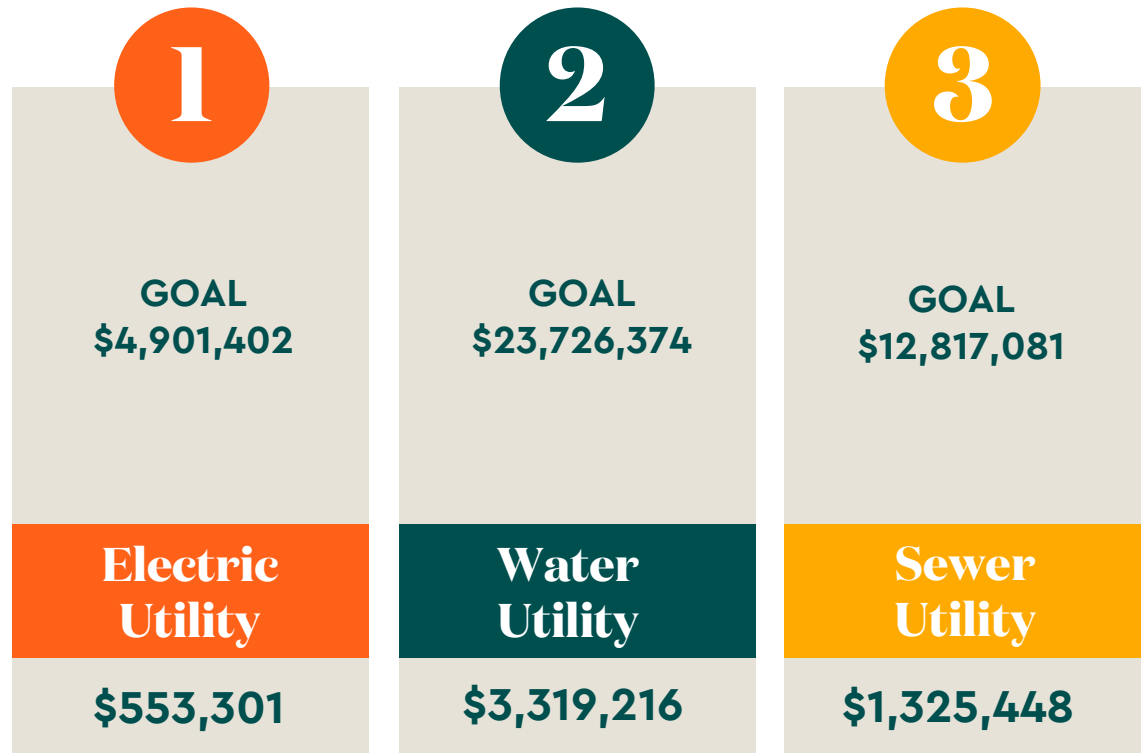 1
GOAL
$4,901,402
Electric
Utility
$553,301
2
GOAL
$23,726,374
Water
Utility
$3,319,216
3
GOAL
$12,817,081
Sewer
Utility
$1,325,448